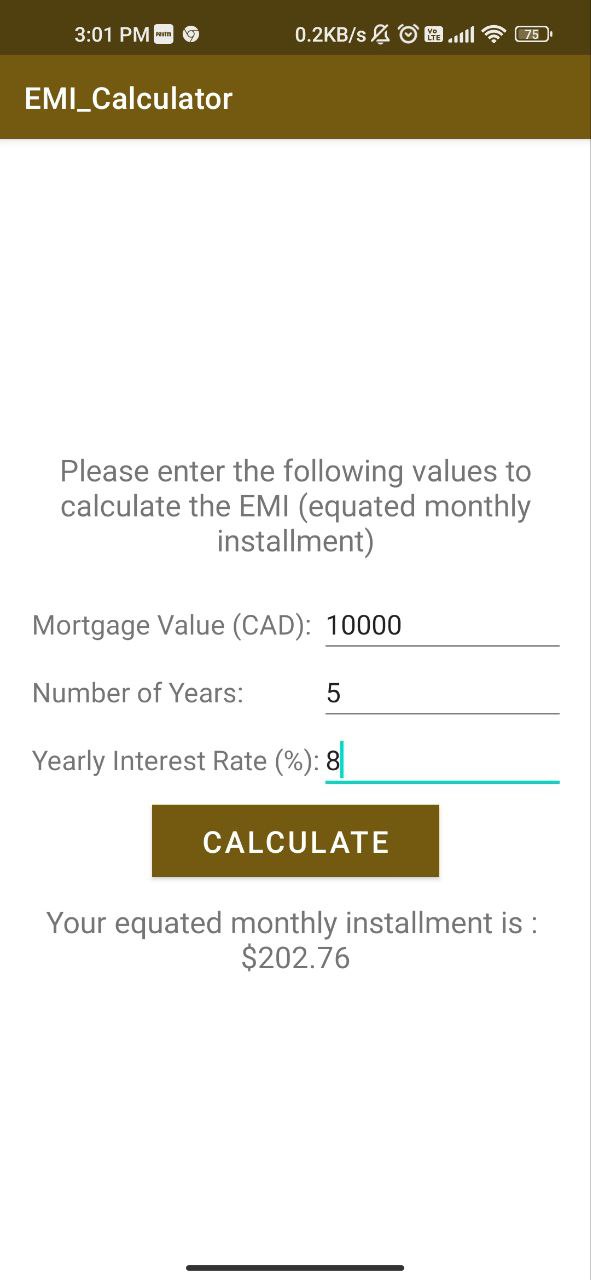 3:01 PM 0.2KB/s Vo LTE 75
EMI_Calculator
Please enter the following values to
calculate the EMI (equated monthly
installment)
Mortgage Value (CAD): 10000
Number of Years: 5
Yearly Interest Rate (%): 8
CALCULATE
Your equated monthly installment is :
$202.76